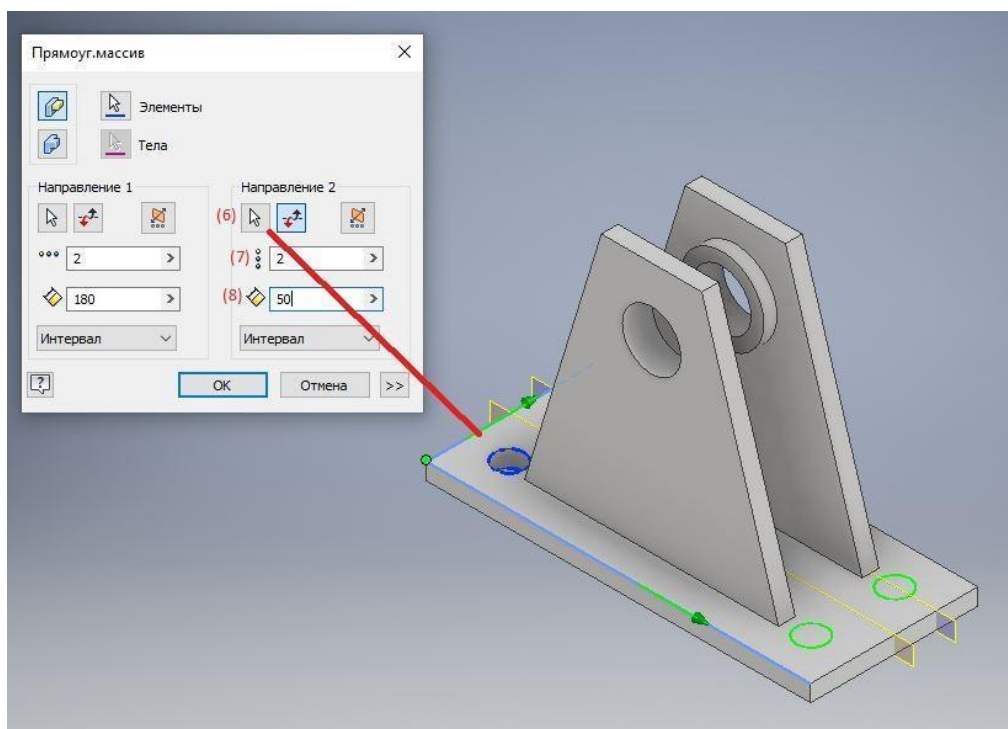 Прямоуг.массив
Элементы
Тела
Направление 1 Направление 2
(6)
2 > (7) 2 >
180 > (8) 50 >
Интервал Интервал
? OK Отмена >>